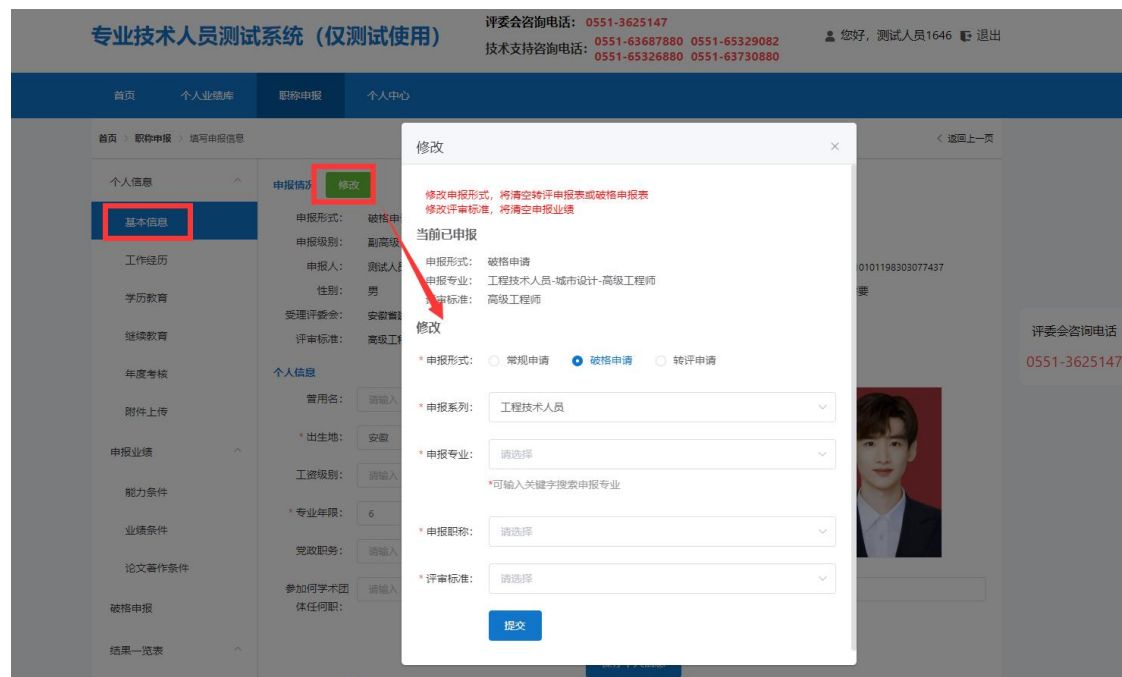 专业技术人员测试系统（仅测试使用）
评委会咨询电话： 0551-3625147
技术支持咨询电话： 0551-63687880 0551-65329082
0551-65326880 0551-63730880
您好，测试人员1646 退出
首页 个人业绩库 职称申报 个人中心
首页 > 职称申报 > 填写申报信息
< 返回上一页
个人信息
基本信息
工作经历
学历教育
继续教育
年度考核
附件上传
申报业绩
能力条件
业绩条件
论文著作条件
破格申报
结果一览表
申报情况 修改
申报形式： 破格申
申报级别： 副高级
申报人： 测试人员
性别： 男
受理评委会： 安徽省
评审标准： 高级工程
0101198303077437
要
个人信息
曾用名： 请输入
* 出生地： 安徽
工资级别： 请输入
* 专业年限： 6
党政职务： 请输入
参加何学术团 请输入
体任何职：
修改 ×
修改申报形式，将清空转评申报表或破格申报表
修改评审标准，将清空申报业绩
当前已申报
申报形式： 破格申请
申报专业： 工程技术人员-城市设计-高级工程师
评审标准： 高级工程师
修改
* 申报形式： 常规申请 破格申请 转评申请
* 申报系列： 工程技术人员
* 申报专业： 请选择
*可输入关键字搜索申报专业
* 申报职称： 请选择
* 评审标准： 请选择
提交
评委会咨询电话
0551-3625147